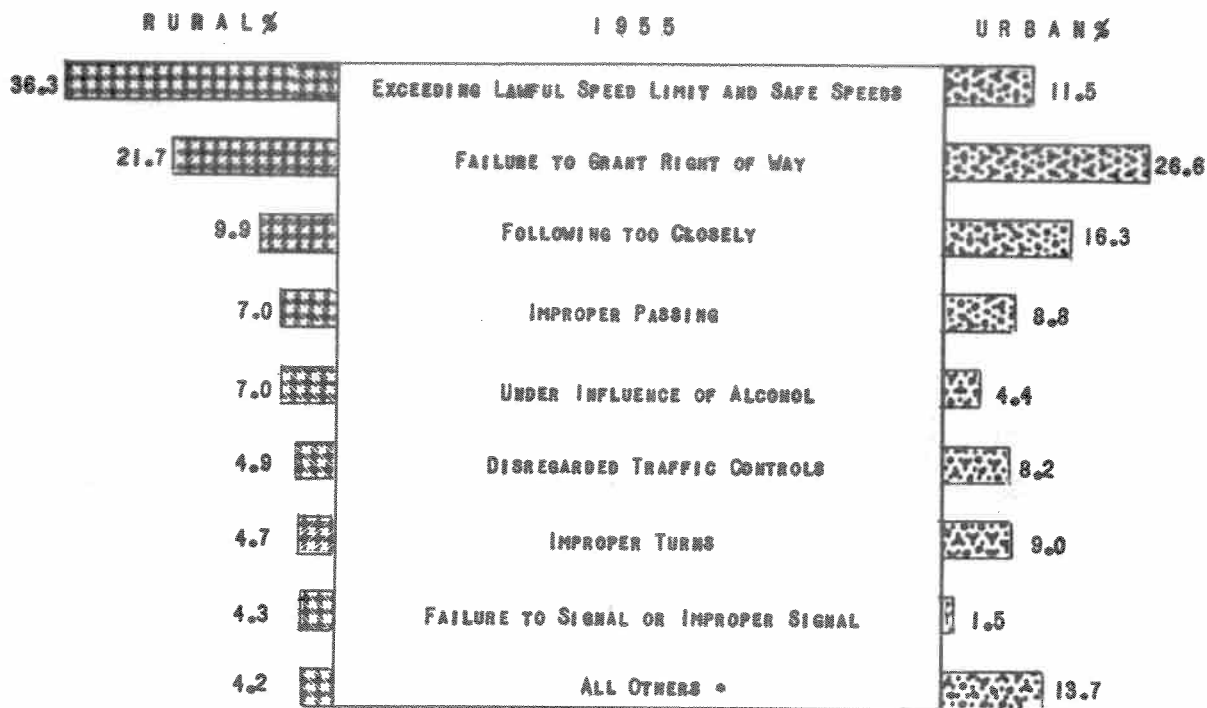 RURAL% 1955 URBAN%
36.3 EXCEEDING LAWFUL SPEED LIMIT AND SAFE SPEEDS 11.5
21.7 FAILURE TO GRANT RIGHT OF WAY 26.6
9.9 FOLLOWING TOO CLOSELY 16.3
7.0 IMPROPER PASSING 8.8
7.0 UNDER INFLUENCE OF ALCOHOL 4.4
4.9 DISREGARDED TRAFFIC CONTROLS 8.2
4.7 IMPROPER TURNS 9.0
4.3 FAILURE TO SIGNAL OR IMPROPER SIGNAL 1.5
4.2 ALL OTHERS * 13.7